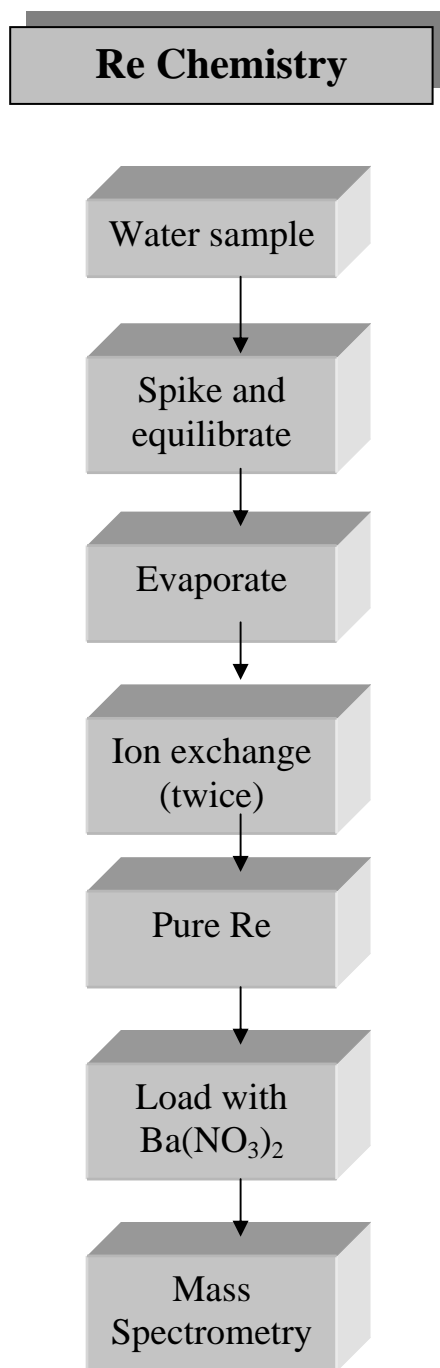 Re Chemistry
Water sample
Spike and
equilibrate
Evaporate
Ion exchange
(twice)
Pure Re
Load with
Ba(NO₃)₂
Mass
Spectrometry